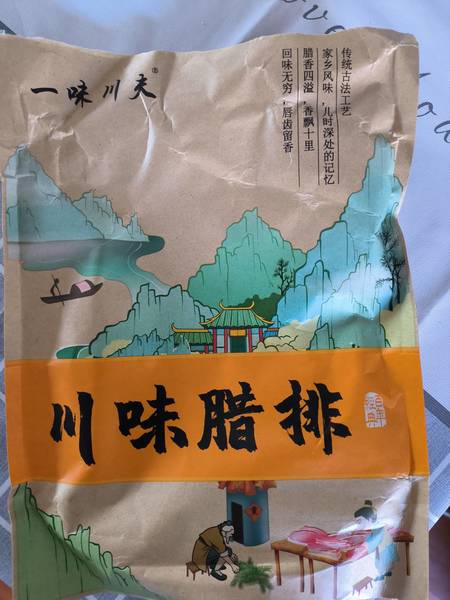 一味川夫®
传统古法工艺
家乡风味，儿时深处的记忆
腊香四溢，香飘十里
回味无穷，唇齿留香
川味腊排